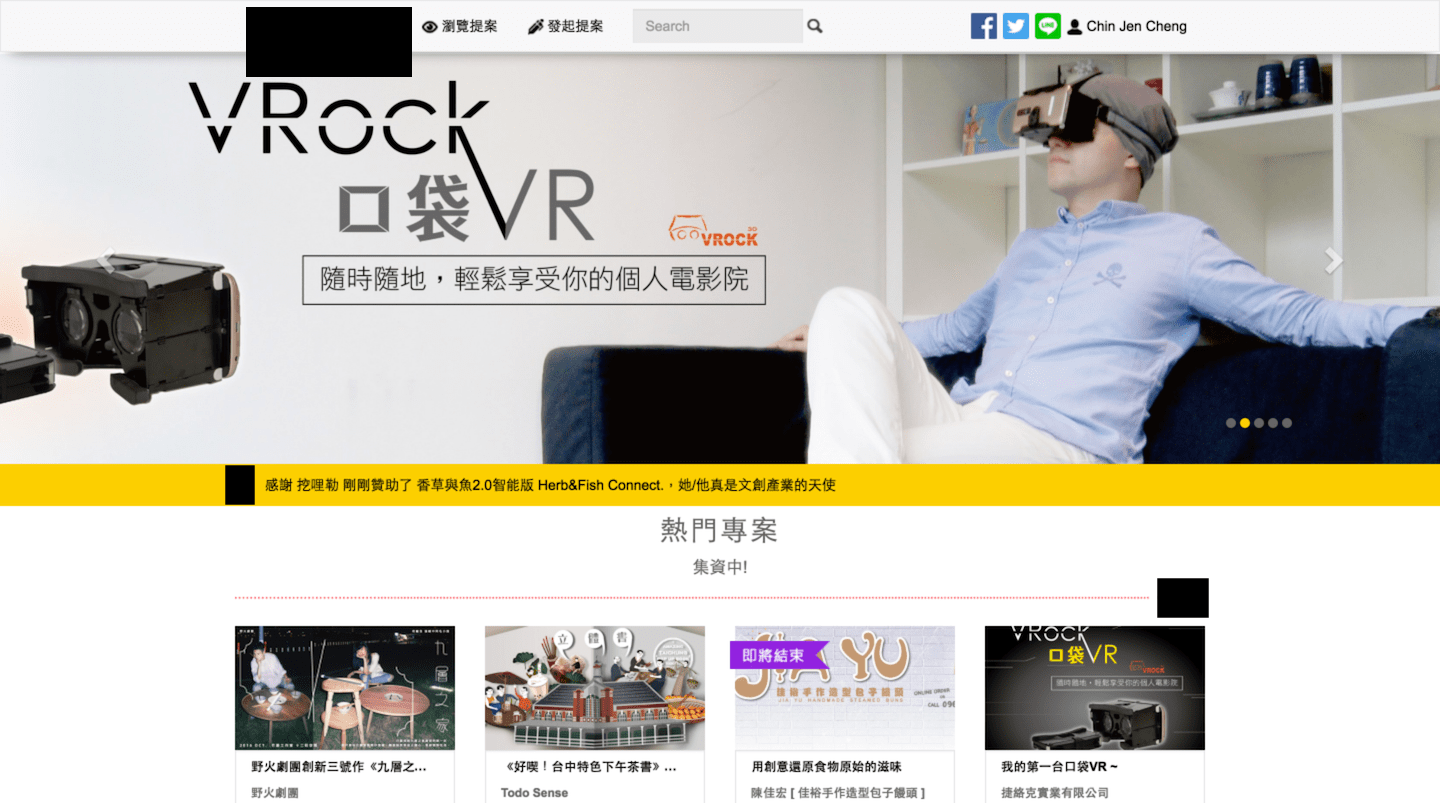 瀏覽提案
發起提案
Search
Chin Jen Cheng
VRock
口袋VR
3D
VROCK
隨時隨地，輕鬆享受你的個人電影院
感謝 挖哩勒 剛剛贊助了 香草與魚2.0智能版 Herb&Fish Connect.，她/他真是文創產業的天使
熱門專案
集資中!
野火劇團
九層之家
立體書
即將結束
JIA YU
佳裕手作造型包子饅頭
JIA YU HANDMADE STEAMED BUNS
ONLINE ORDER
CALL 096
VRock
口袋VR
VROCK
隨時隨地，輕鬆享受你的個人電影院
野火劇團創新三號作《九層之...
《好喫！台中特色下午茶書》...
用創意還原食物原始的滋味
我的第一台口袋VR ~
野火劇團
Todo Sense
陳佳宏 [ 佳裕手作造型包子饅頭 ]
捷絡克實業有限公司